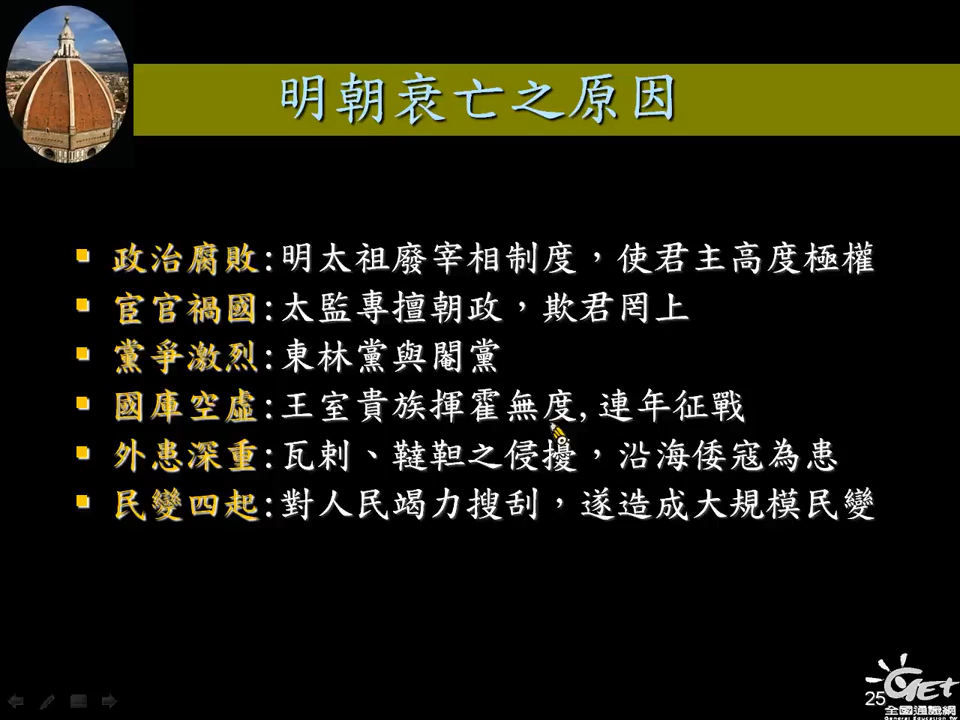 明朝衰亡之原因
政治腐敗:明太祖廢宰相制度，使君主高度極權
宦官禍國:太監專擅朝政，欺君罔上
黨爭激烈:東林黨與閹黨
國庫空虛:王室貴族揮霍無度,連年征戰
外患深重:瓦剌、韃靼之侵擾，沿海倭寇為患
民變四起:對人民竭力搜刮，遂造成大規模民變
25
Get
全國通識網
General Education TW